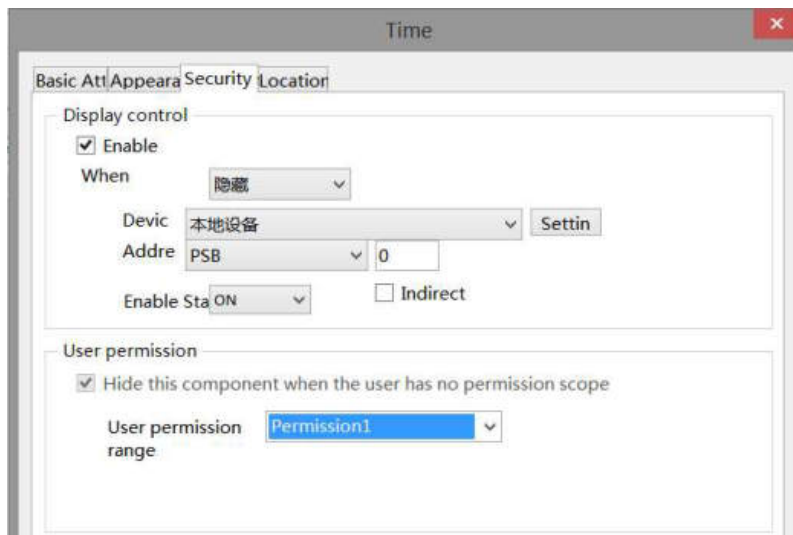 Time
Basic Att Appeara Security Location
Display control
Enable
When 隐藏
Devic 本地设备 Settin
Addre PSB 0
Enable Sta ON Indirect
User permission
Hide this component when the user has no permission scope
User permission Permission1
range